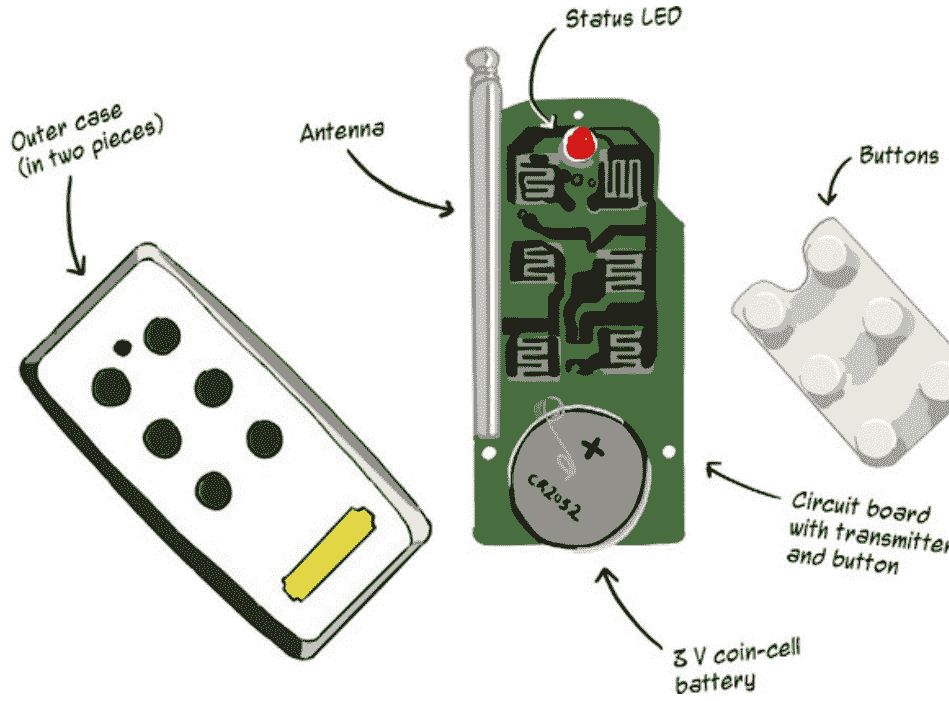 Status LED
Outer case
(in two pieces)
Antenna
Buttons
+
CR2032
Circuit board
with transmitter
and button
3 V coin-cell
battery